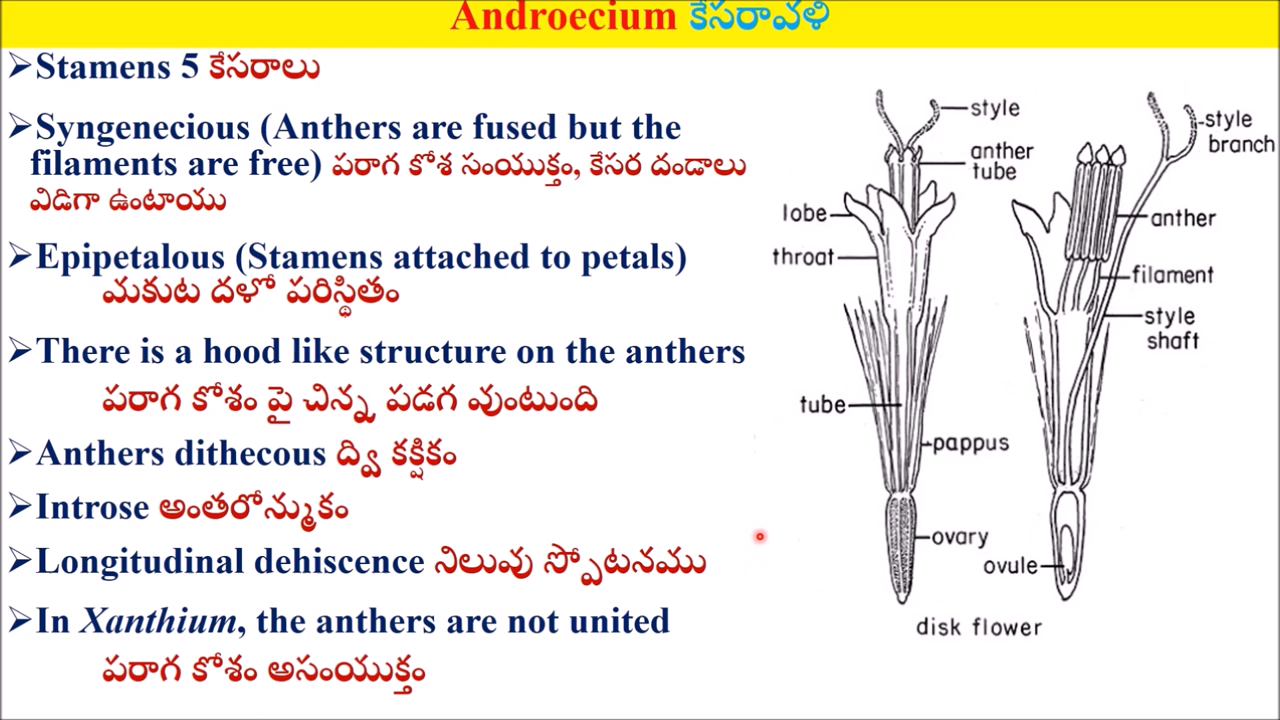 Androecium కేసరావళి
➢Stamens 5 కేసరాలు
➢Syngenecious (Anthers are fused but the
filaments are free) పరాగ కోశ సంయుక్తం, కేసర దండాలు
విడిగా ఉంటాయు
➢Epipetalous (Stamens attached to petals)
మకుట దళో పరిస్థితం
➢There is a hood like structure on the anthers
పరాగ కోశం పై చిన్న పడగ వుంటుంది
➢Anthers dithecous ద్వి కక్షికం
➢Introse అంతరోన్ముకం
➢Longitudinal dehiscence నిలువు స్పోటనము
➢In Xanthium, the anthers are not united
పరాగ కోశం అసంయుక్తం
style
anther
tube
lobe
throat
tube
pappus
ovary
style
branch
anther
filament
style
shaft
ovule
disk flower